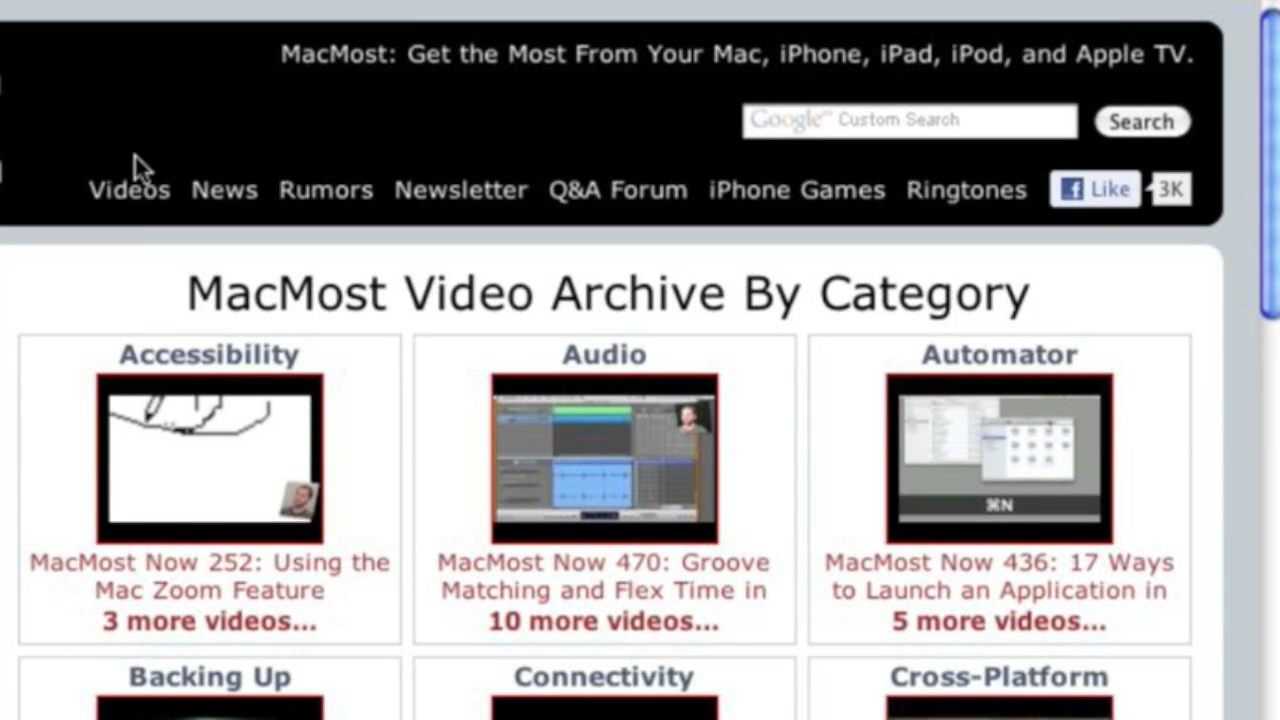 MacMost: Get the Most From Your Mac, iPhone, iPad, iPod, and Apple TV.
Google™ Custom Search
Search
Videos News Rumors Newsletter Q&A Forum iPhone Games Ringtones Like 3K
MacMost Video Archive By Category
Accessibility
MacMost Now 252: Using the
Mac Zoom Feature
3 more videos...
Audio
MacMost Now 470: Groove
Matching and Flex Time in
10 more videos...
Automator
⌘N
MacMost Now 436: 17 Ways
to Launch an Application in
5 more videos...
Backing Up
Connectivity
Cross-Platform